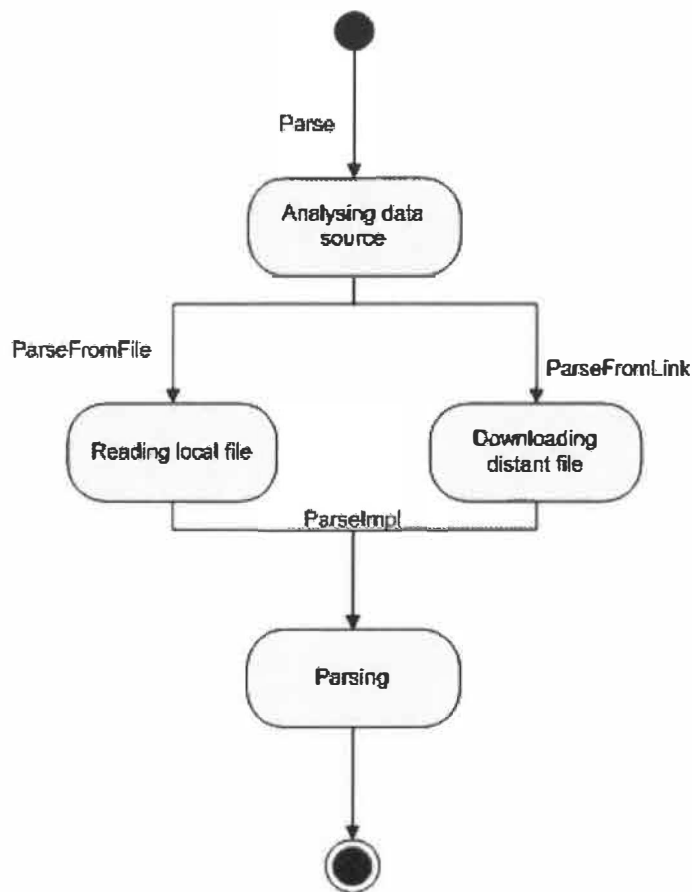 Parse
Analysing data
source
ParseFromFile
ParseFromLink
Reading local file
Downloading
distant file
ParseImpl
Parsing